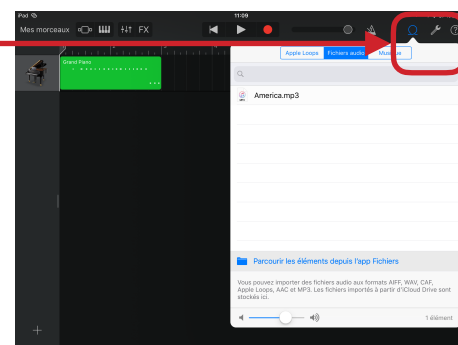 Pad
11:09
Mes morceaux
FX
Apple Loops
Fichiers audio
Musique
Grand Piano
America.mp3
Parcourir les éléments depuis l'app Fichiers
Vous pouvez importer des fichiers audio aux formats AIFF, WAV, CAF,
Apple Loops, AAC et MP3. Les fichiers importés à partir d'iCloud Drive sont
stockés ici.
1 élément